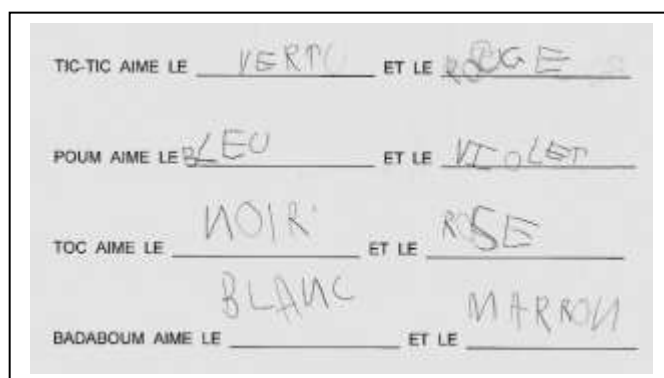 TIC-TIC AIME LE VERT ET LE ROUGE
POUM AIME LE BLEU ET LE VIOLET
TOC AIME LE NOIR ET LE ROSE
BADABOUM AIME LE BLANC ET LE MARRON